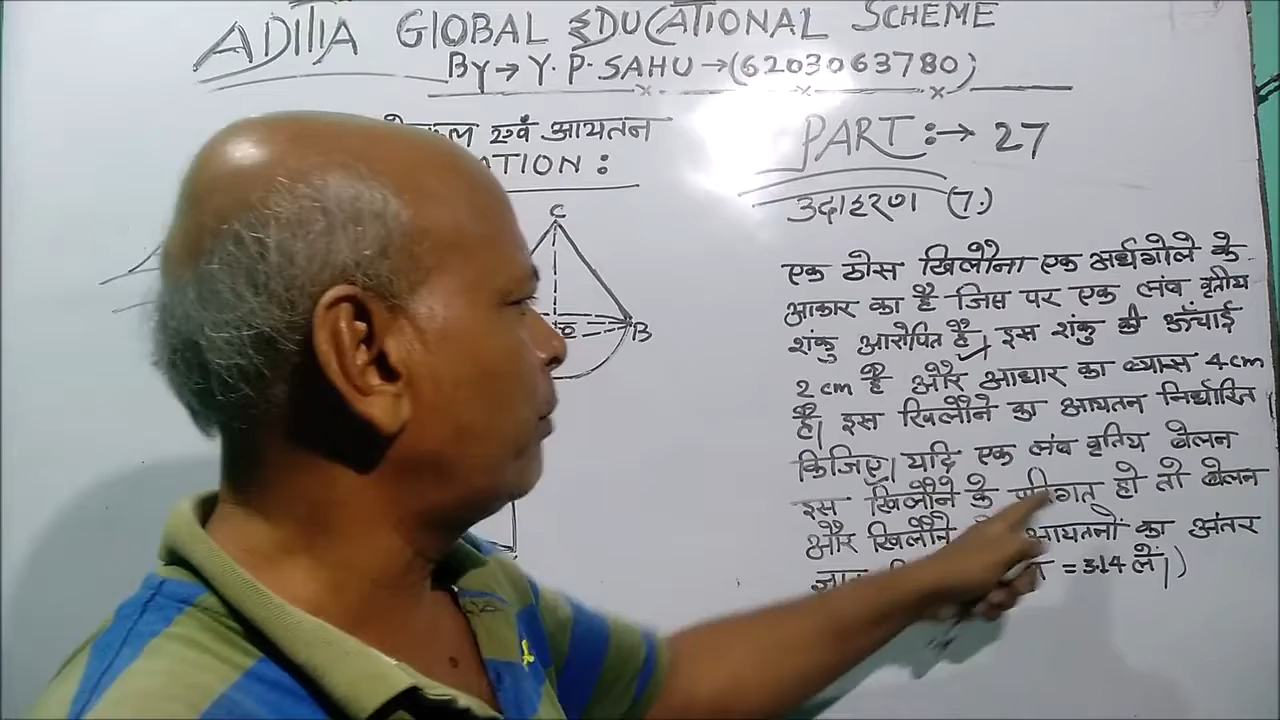 ADITIA GLOBAL EDUCATIONAL SCHEME
By → Y. P. SAHU → (6203063780)
एवं आयतन
ATION :
PART :→ 27
उदाहरण (7.)
C
O
B
एक ठोस खिलौना एक अर्धगोले के
आकार का है जिस पर एक लंब वृतीय
शंकु आरोपित है। इस शंकु की ऊँचाई
2 cm है और आधार का व्यास 4 cm
है। इस खिलौने का आयतन निर्धारित
किजिए। यदि एक लंब वृतिय बेलन
इस खिलौने के परिगत हो तो बेलन
और खिलौने आयतनों का अंतर
= 3.14 लें।)